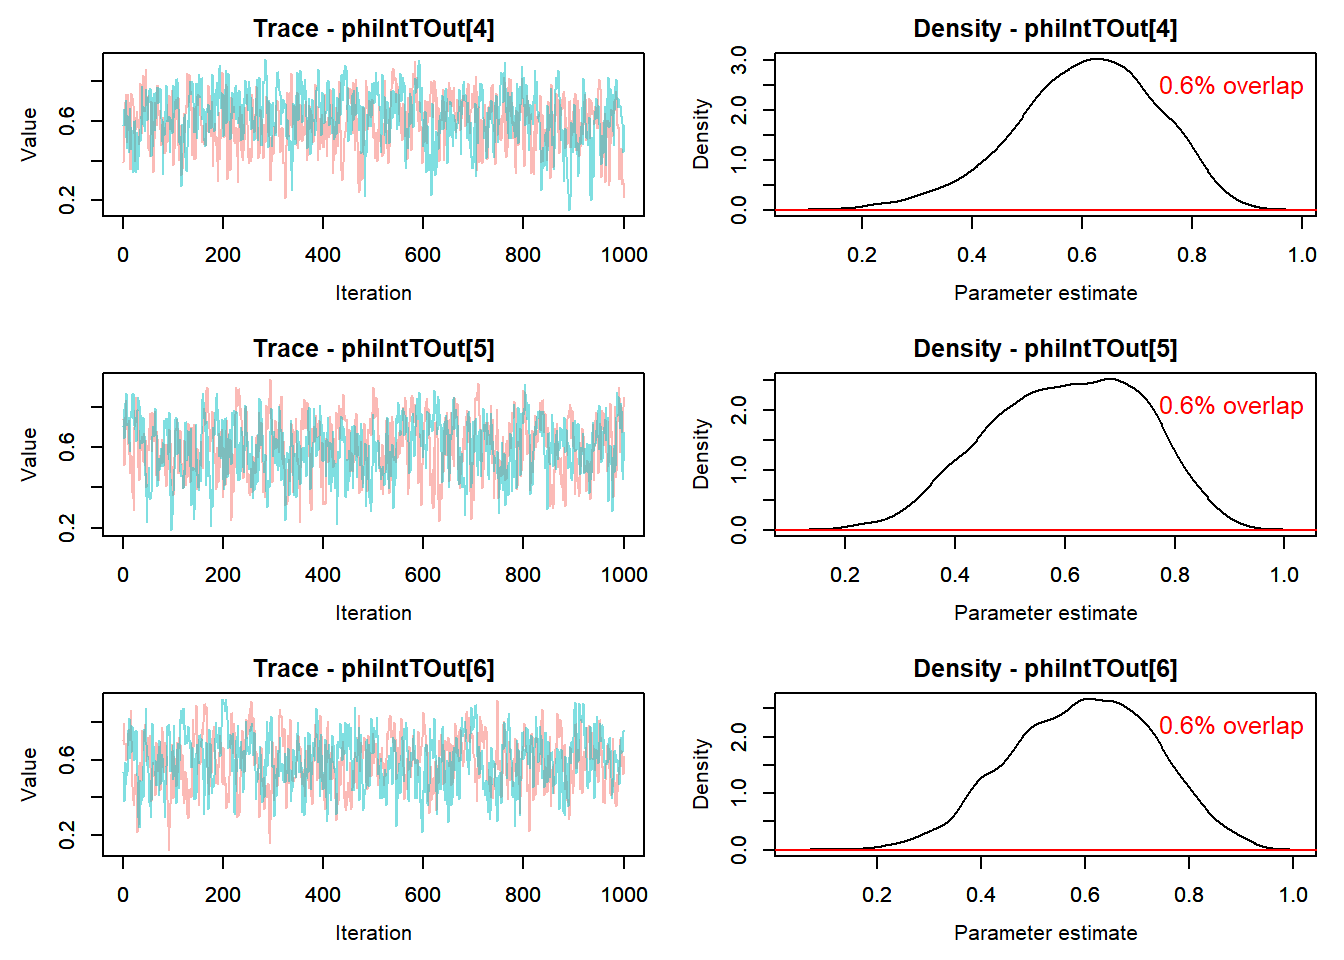 Trace - phiIntTOut[4]
Value
0.2
0.6
0
200
400
600
800
1000
Iteration
Density - phiIntTOut[4]
0.6% overlap
Density
0.0
1.0
2.0
3.0
0.2
0.4
0.6
0.8
1.0
Parameter estimate
Trace - phiIntTOut[5]
Value
0.2
0.6
0
200
400
600
800
1000
Iteration
Density - phiIntTOut[5]
0.6% overlap
Density
0.0
1.0
2.0
0.2
0.4
0.6
0.8
1.0
Parameter estimate
Trace - phiIntTOut[6]
Value
0.2
0.6
0
200
400
600
800
1000
Iteration
Density - phiIntTOut[6]
0.6% overlap
Density
0.0
1.0
2.0
0.2
0.4
0.6
0.8
1.0
Parameter estimate